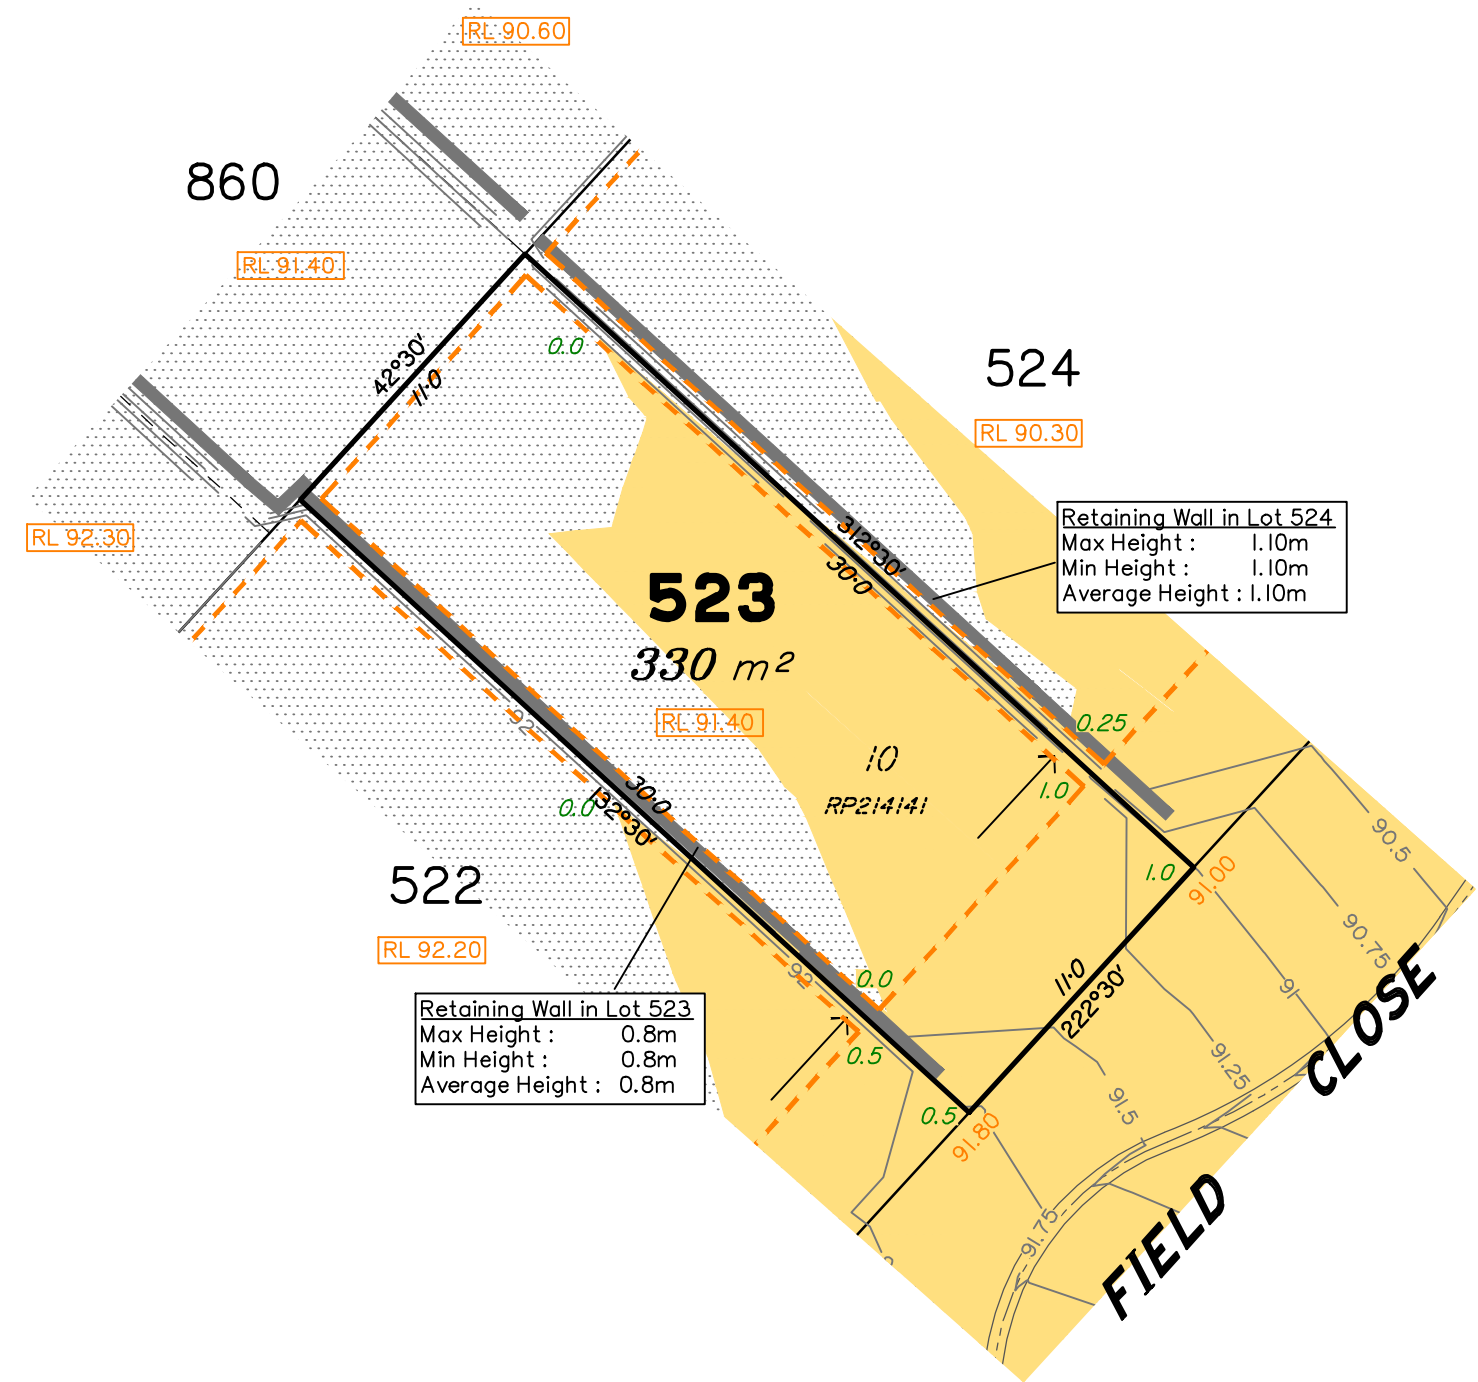 RL 90.60
860
RL 91.40
42°30'
11·0
0.0
524
RL 90.30
RL 92.30
Retaining Wall in Lot 524
Max Height : 1.10m
Min Height : 1.10m
Average Height : 1.10m
312°30'
30·0
523
330 m²
RL 91.40
92
0.25
10
RP214141
1.0
30·0
132°30'
0.0
522
RL 92.20
90.5
1.0
91.00
90.75
92
0.0
11·0
222°30'
91
CLOSE
Retaining Wall in Lot 523
Max Height : 0.8m
Min Height : 0.8m
Average Height : 0.8m
0.5
91.25
91.5
0.5
91.80
91.75
FIELD